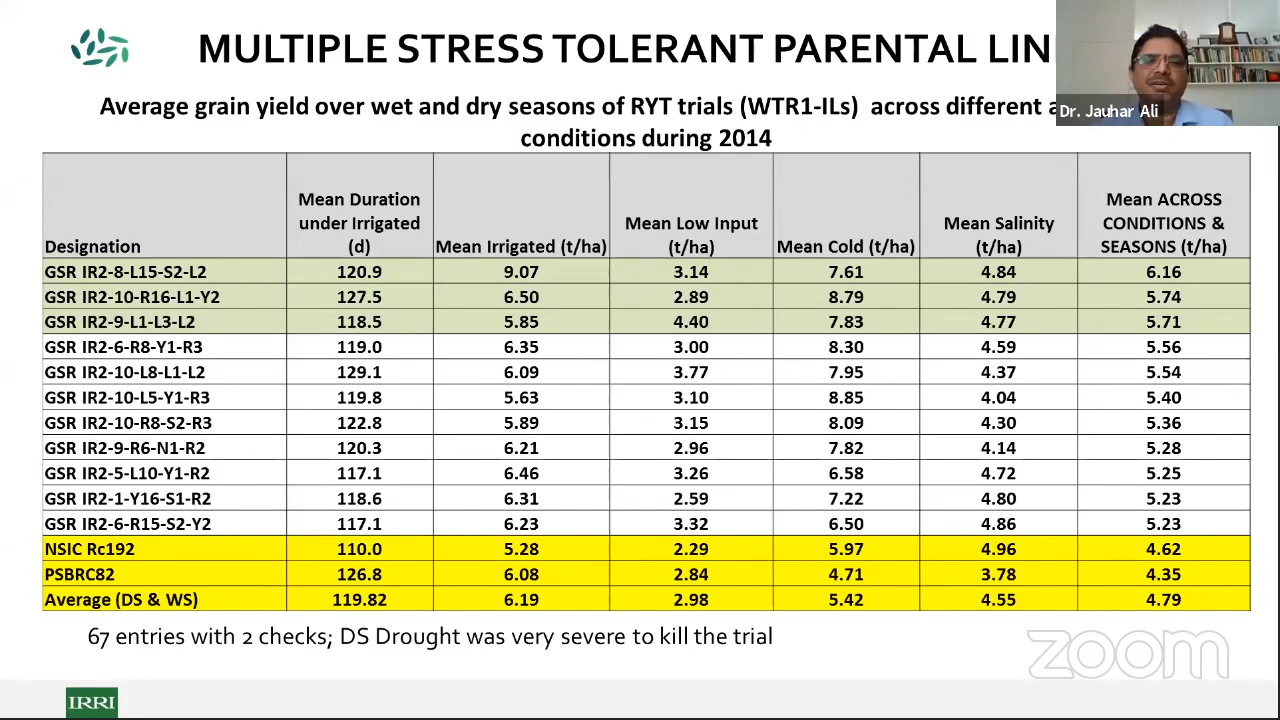 MULTIPLE STRESS TOLERANT PARENTAL LIN
Dr. Jauhar Ali
Average grain yield over wet and dry seasons of RYT trials (WTR1-ILs) across different a
conditions during 2014
Designation Mean Duration under Irrigated (d) Mean Irrigated (t/ha) Mean Low Input (t/ha) Mean Cold (t/ha) Mean Salinity (t/ha) Mean ACROSS CONDITIONS & SEASONS (t/ha)
GSR IR2-8-L15-S2-L2 120.9 9.07 3.14 7.61 4.84 6.16
GSR IR2-10-R16-L1-Y2 127.5 6.50 2.89 8.79 4.79 5.74
GSR IR2-9-L1-L3-L2 118.5 5.85 4.40 7.83 4.77 5.71
GSR IR2-6-R8-Y1-R3 119.0 6.35 3.00 8.30 4.59 5.56
GSR IR2-10-L8-L1-L2 129.1 6.09 3.77 7.95 4.37 5.54
GSR IR2-10-L5-Y1-R3 119.8 5.63 3.10 8.85 4.04 5.40
GSR IR2-10-R8-S2-R3 122.8 5.89 3.15 8.09 4.30 5.36
GSR IR2-9-R6-N1-R2 120.3 6.21 2.96 7.82 4.14 5.28
GSR IR2-5-L10-Y1-R2 117.1 6.46 3.26 6.58 4.72 5.25
GSR IR2-1-Y16-S1-R2 118.6 6.31 2.59 7.22 4.80 5.23
GSR IR2-6-R15-S2-Y2 117.1 6.23 3.32 6.50 4.86 5.23
NSIC Rc192 110.0 5.28 2.29 5.97 4.96 4.62
PSBRC82 126.8 6.08 2.84 4.71 3.78 4.35
Average (DS & WS) 119.82 6.19 2.98 5.42 4.55 4.79
67 entries with 2 checks; DS Drought was very severe to kill the trial
zoom
IRRI